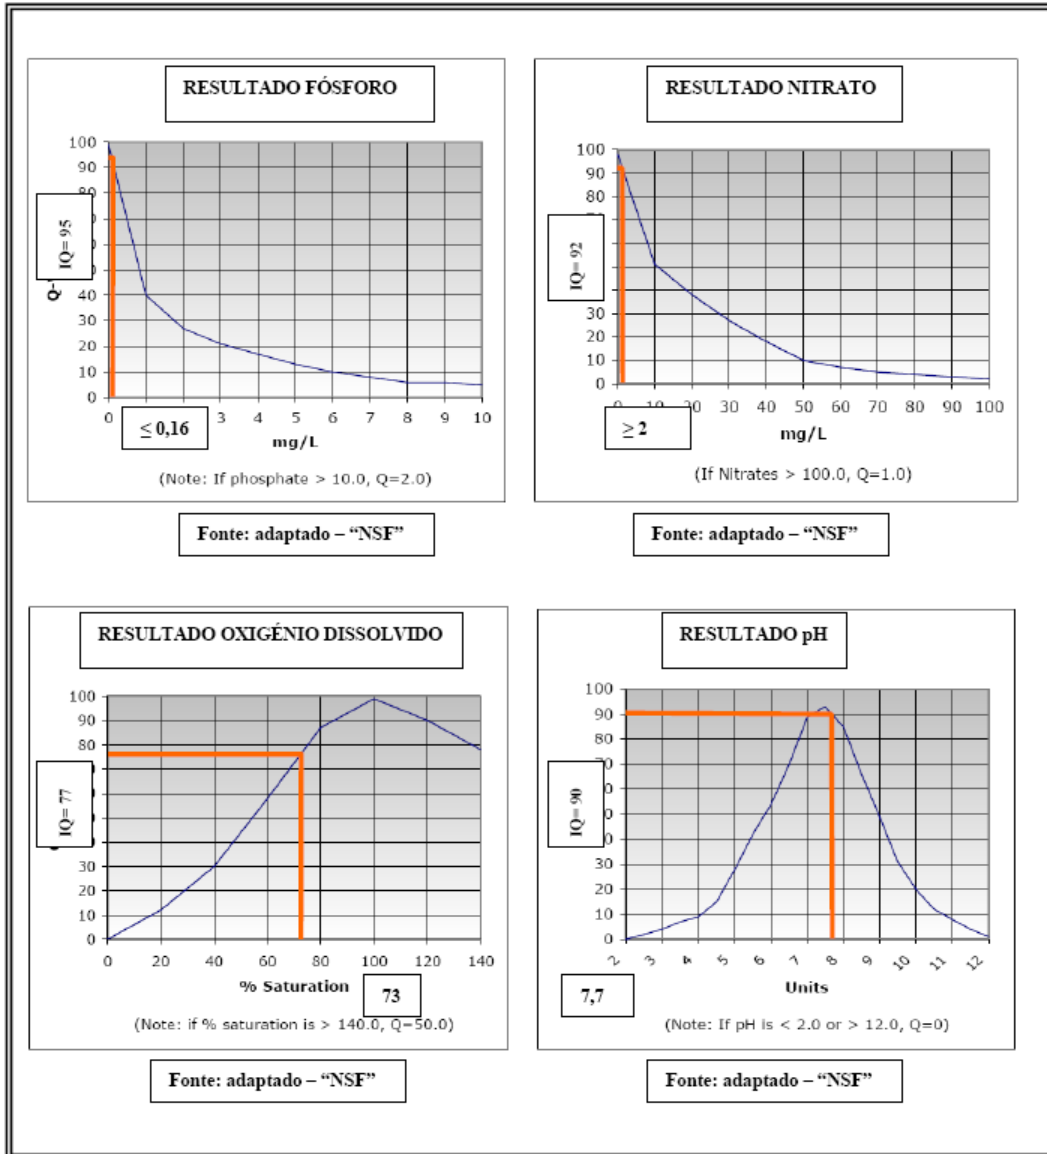 RESULTADO FÓSFORO
100
90
80
70
60
40
30
20
10
0
IQ= 95
Q-
0 3 4 5 6 7 8 9 10
≤ 0,16
mg/L
(Note: If phosphate > 10.0, Q=2.0)
Fonte: adaptado – “NSF”
RESULTADO NITRATO
100
90
80
30
20
10
0
IQ= 92
0 10 20 30 40 50 60 70 80 90 100
≥ 2
mg/L
(If Nitrates > 100.0, Q=1.0)
Fonte: adaptado – “NSF”
RESULTADO OXIGÉNIO DISSOLVIDO
100
90
80
30
20
10
0
IQ= 77
0 20 40 60 80 100 120 140
% Saturation
73
(Note: if % saturation is > 140.0, Q=50.0)
Fonte: adaptado – “NSF”
RESULTADO pH
100
90
80
30
20
10
0
IQ= 90
2 3 4 5 6 7 8 9 10 11 12
7,7
Units
(Note: If pH is < 2.0 or > 12.0, Q=0)
Fonte: adaptado – “NSF”